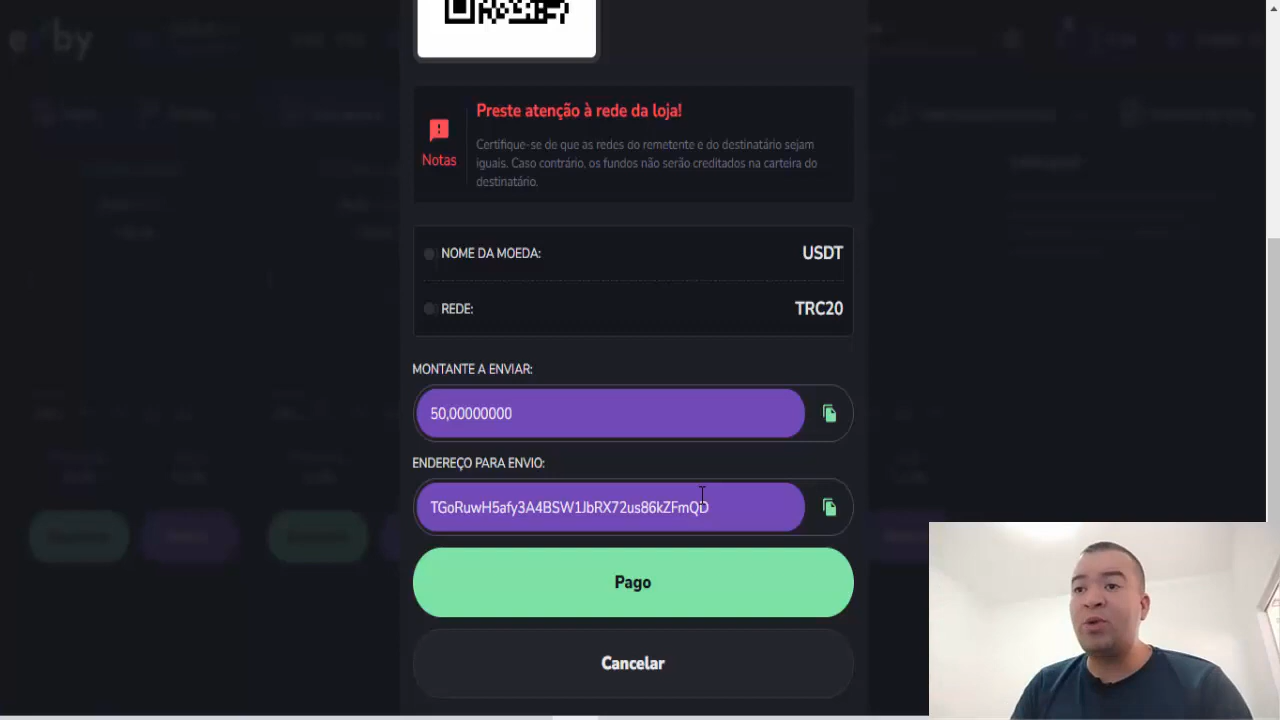 Preste atenção à rede da loja!
Certifique-se de que as redes do remetente e do destinatário sejam
iguais. Caso contrário, os fundos não serão creditados na carteira do
destinatário.
Notas
NOME DA MOEDA: USDT
REDE: TRC20
MONTANTE A ENVIAR:
50,00000000
ENDEREÇO PARA ENVIO:
TGoRuwH5afy3A4BSW1JbRX72us86kZFmQD
Pago
Cancelar